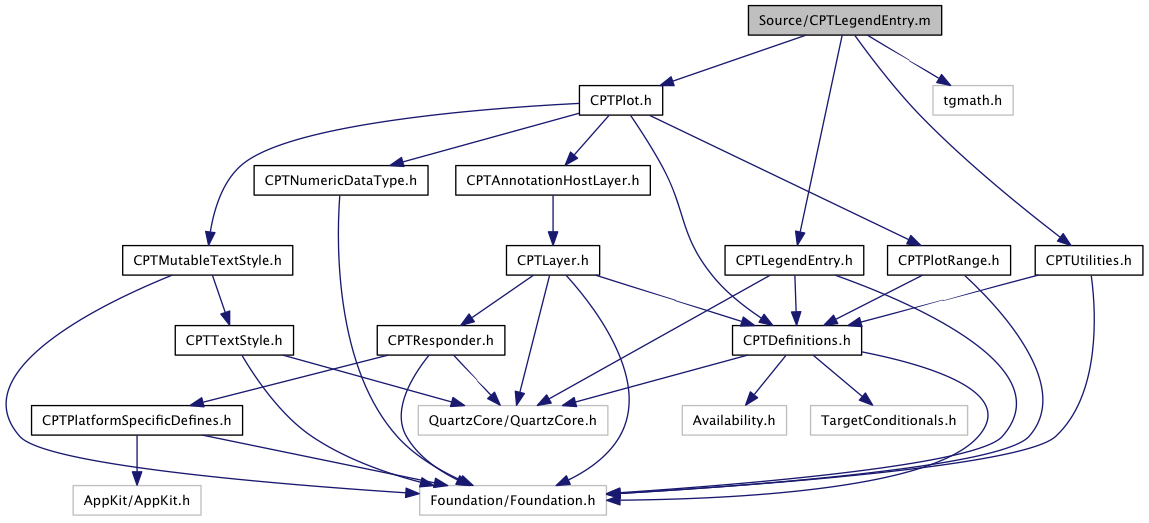 Source/CPTLegendEntry.m
CPTPlot.h
tgmath.h
CPTNumericDataType.h
CPTAnnotationHostLayer.h
CPTMutableTextStyle.h
CPTLayer.h
CPTLegendEntry.h
CPTPlotRange.h
CPTUtilities.h
CPTTextStyle.h
CPTResponder.h
CPTDefinitions.h
CPTPlatformSpecificDefines.h
QuartzCore/QuartzCore.h
Availability.h
TargetConditionals.h
AppKit/AppKit.h
Foundation/Foundation.h